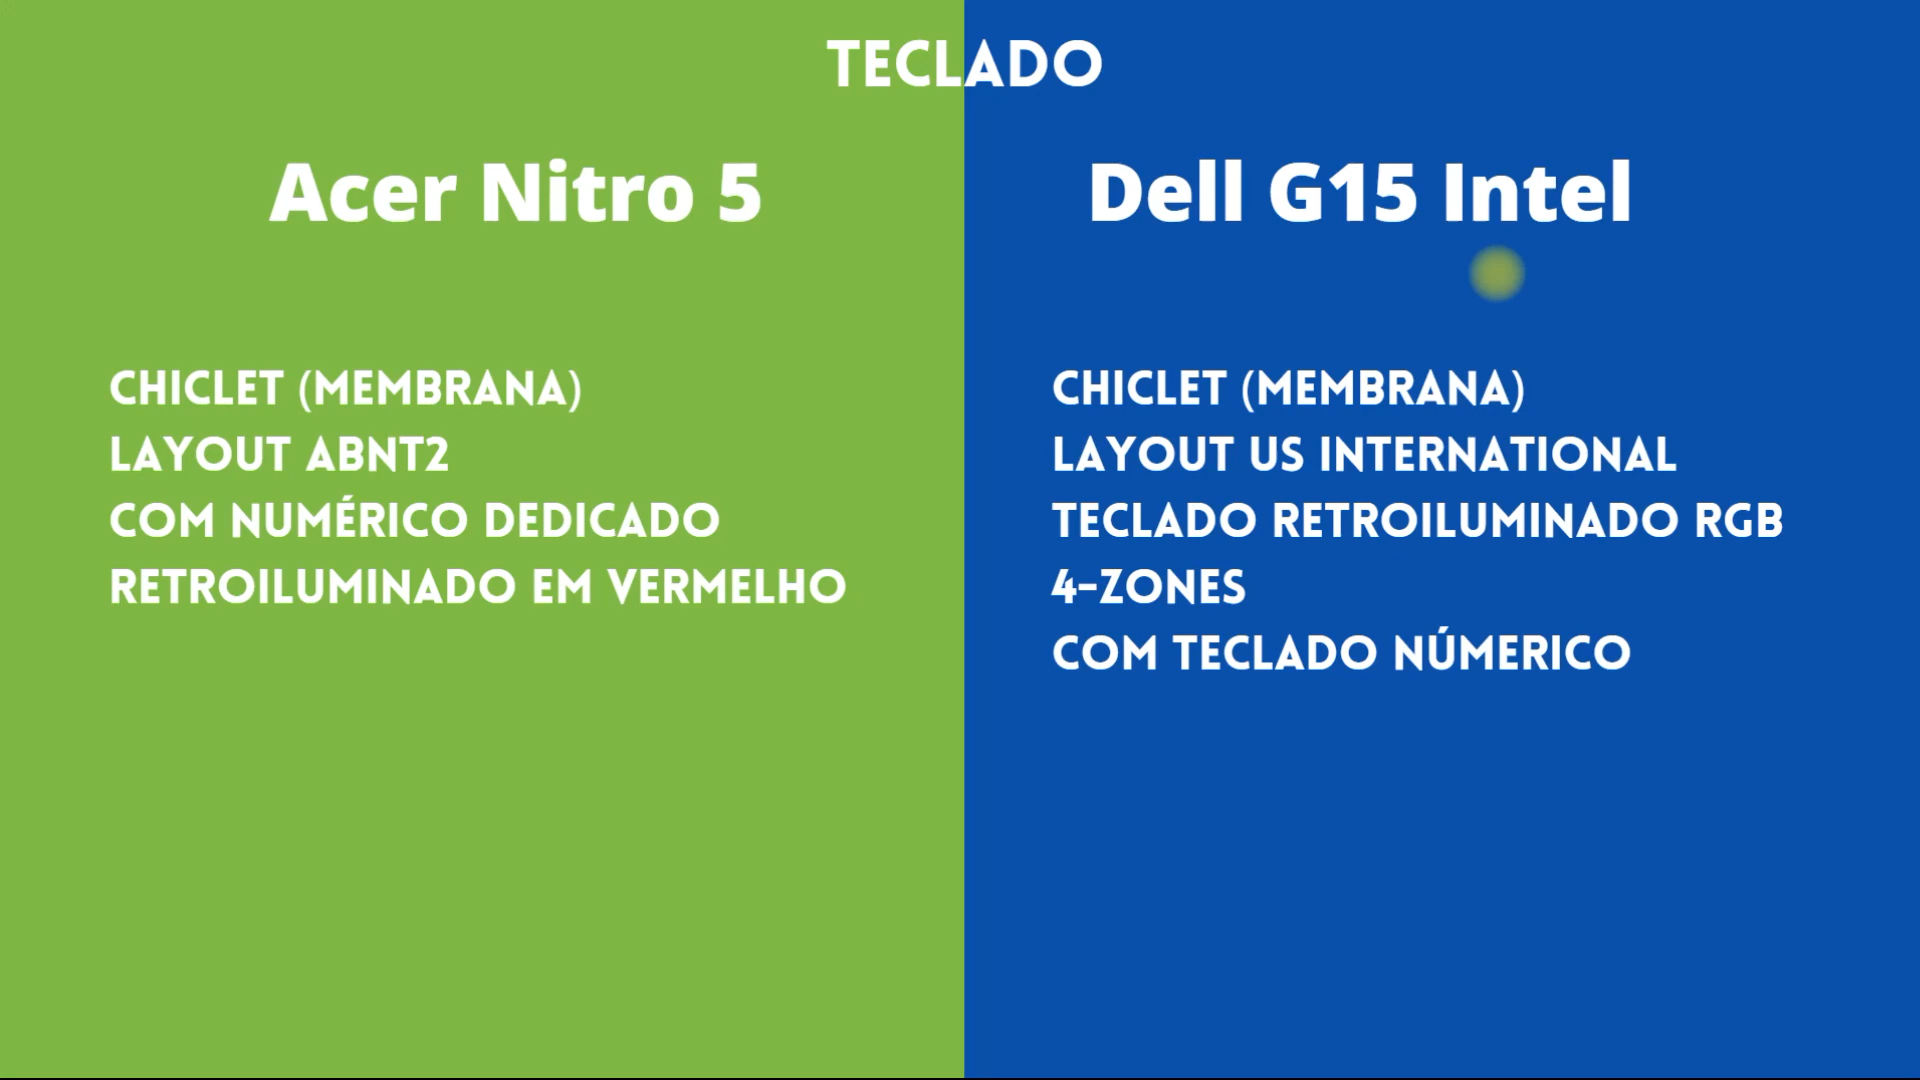 TECLADO
Acer Nitro 5
CHICLET (MEMBRANA)
LAYOUT ABNT2
COM NUMÉRICO DEDICADO
RETROILUMINADO EM VERMELHO
Dell G15 Intel
CHICLET (MEMBRANA)
LAYOUT US INTERNATIONAL
TECLADO RETROILUMINADO RGB
4-ZONES
COM TECLADO NÚMERICO